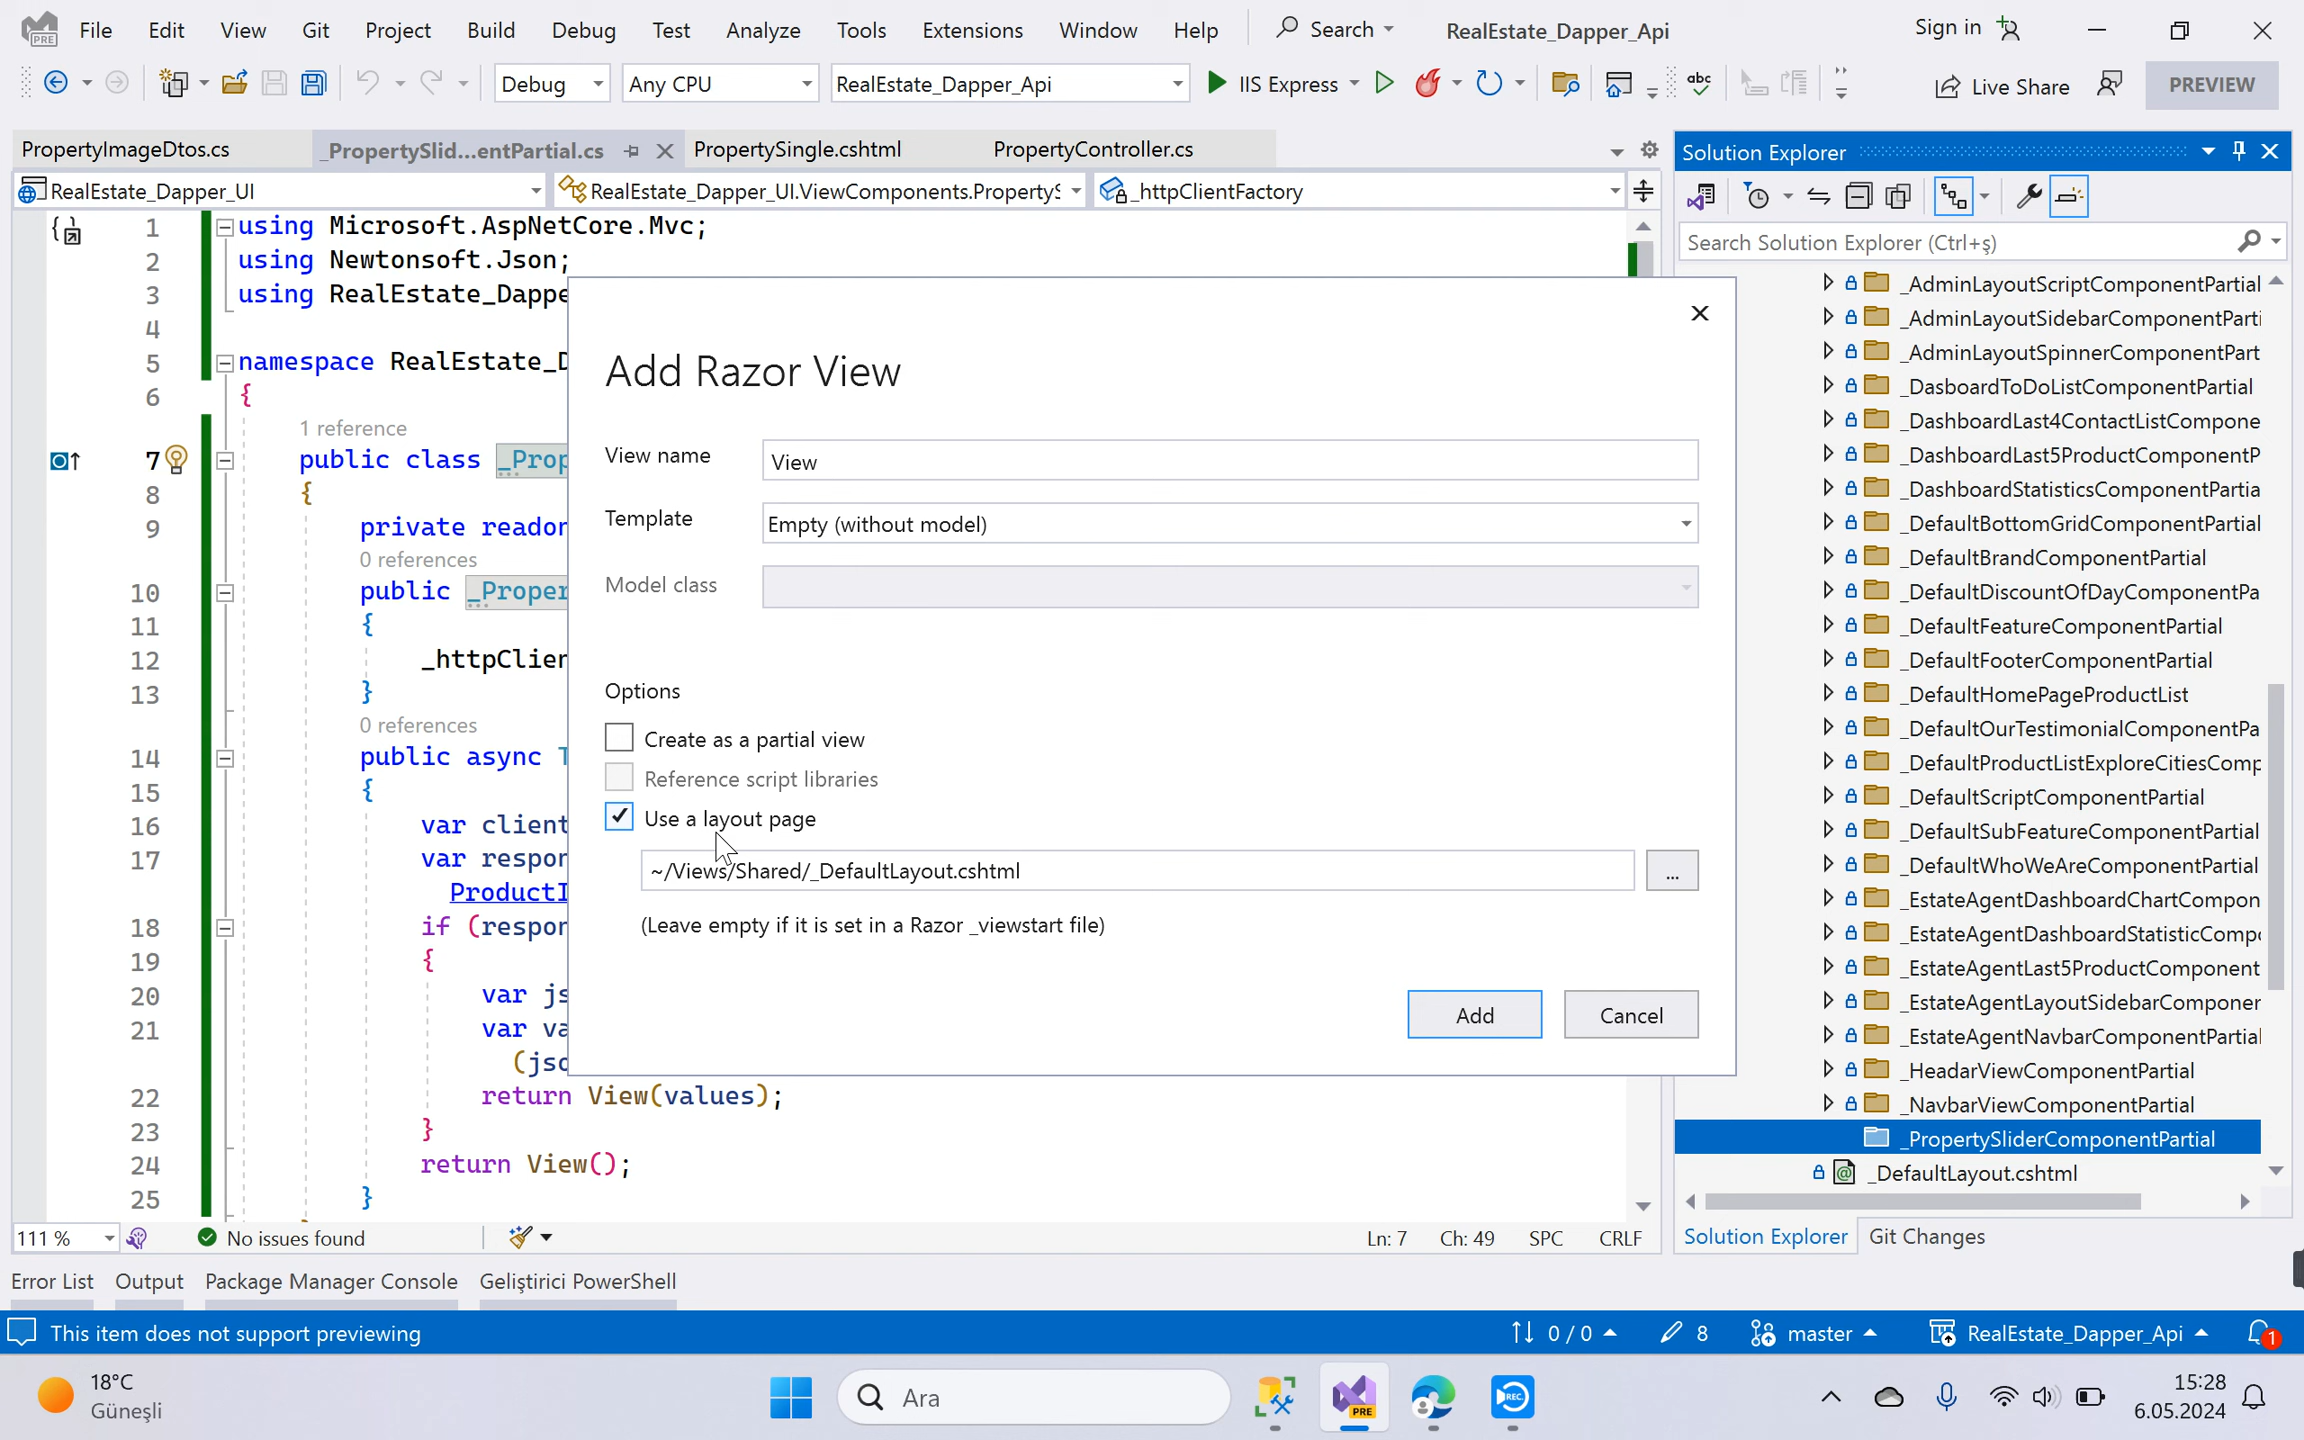 PRE
File Edit View Git Project Build Debug Test Analyze Tools Extensions Window Help Search RealEstate_Dapper_Api Sign in
Debug Any CPU RealEstate_Dapper_Api IIS Express abc Live Share PREVIEW
PropertyImageDtos.cs _PropertySlid...entPartial.cs PropertySingle.cshtml PropertyController.cs
RealEstate_Dapper_UI RealEstate_Dapper_UI.ViewComponents.PropertyS _httpClientFactory
1 using Microsoft.AspNetCore.Mvc;
2 using Newtonsoft.Json;
3 using RealEstate_Dappe
4
5 namespace RealEstate_D
6 {
1 reference
7 public class _Prop
8 {
9 private reador
0 references
10 public _Proper
11 {
12 _httpClier
13 }
0 references
14 public async T
15 {
16 var client
17 var respor
ProductI
18 if (respor
19 {
20 var js
21 var va
(jsc
22 return View(values);
23 }
24 return View();
25 }
Add Razor View
View name View
Template Empty (without model)
Model class
Options
Create as a partial view
Reference script libraries
Use a layout page
~/Views/Shared/_DefaultLayout.cshtml ...
(Leave empty if it is set in a Razor _viewstart file)
Add Cancel
Solution Explorer
Search Solution Explorer (Ctrl+ş)
_AdminLayoutScriptComponentPartial
_AdminLayoutSidebarComponentParti
_AdminLayoutSpinnerComponentPart
_DasboardToDoListComponentPartial
_DashboardLast4ContactListCompone
_DashboardLast5ProductComponentP
_DashboardStatisticsComponentPartia
_DefaultBottomGridComponentPartial
_DefaultBrandComponentPartial
_DefaultDiscountOfDayComponentPa
_DefaultFeatureComponentPartial
_DefaultFooterComponentPartial
_DefaultHomePageProductList
_DefaultOurTestimonialComponentPa
_DefaultProductListExploreCitiesComp
_DefaultScriptComponentPartial
_DefaultSubFeatureComponentPartial
_DefaultWhoWeAreComponentPartial
_EstateAgentDashboardChartCompon
_EstateAgentDashboardStatisticComp
_EstateAgentLast5ProductComponent
_EstateAgentLayoutSidebarComponer
_EstateAgentNavbarComponentPartial
_HeadarViewComponentPartial
_NavbarViewComponentPartial
_PropertySliderComponentPartial
_DefaultLayout.cshtml
Solution Explorer Git Changes
111 % No issues found Ln: 7 Ch: 49 SPC CRLF
Error List Output Package Manager Console Geliştirici PowerShell
This item does not support previewing 0 / 0 8 master RealEstate_Dapper_Api 1
18°C
Güneşli
Ara
PRE
REC
15:28
6.05.2024